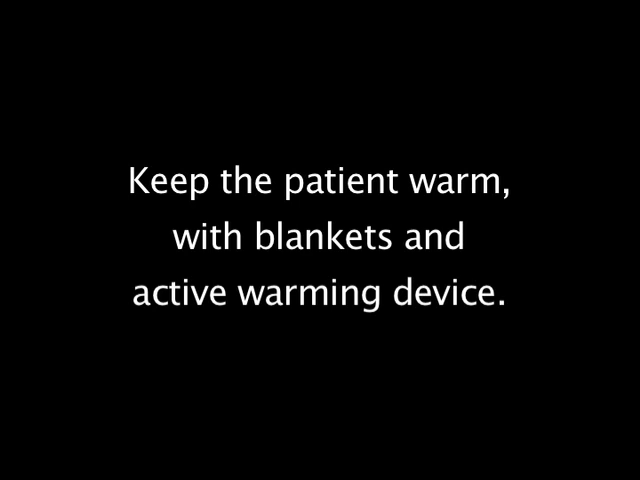 Keep the patient warm,
with blankets and
active warming device.